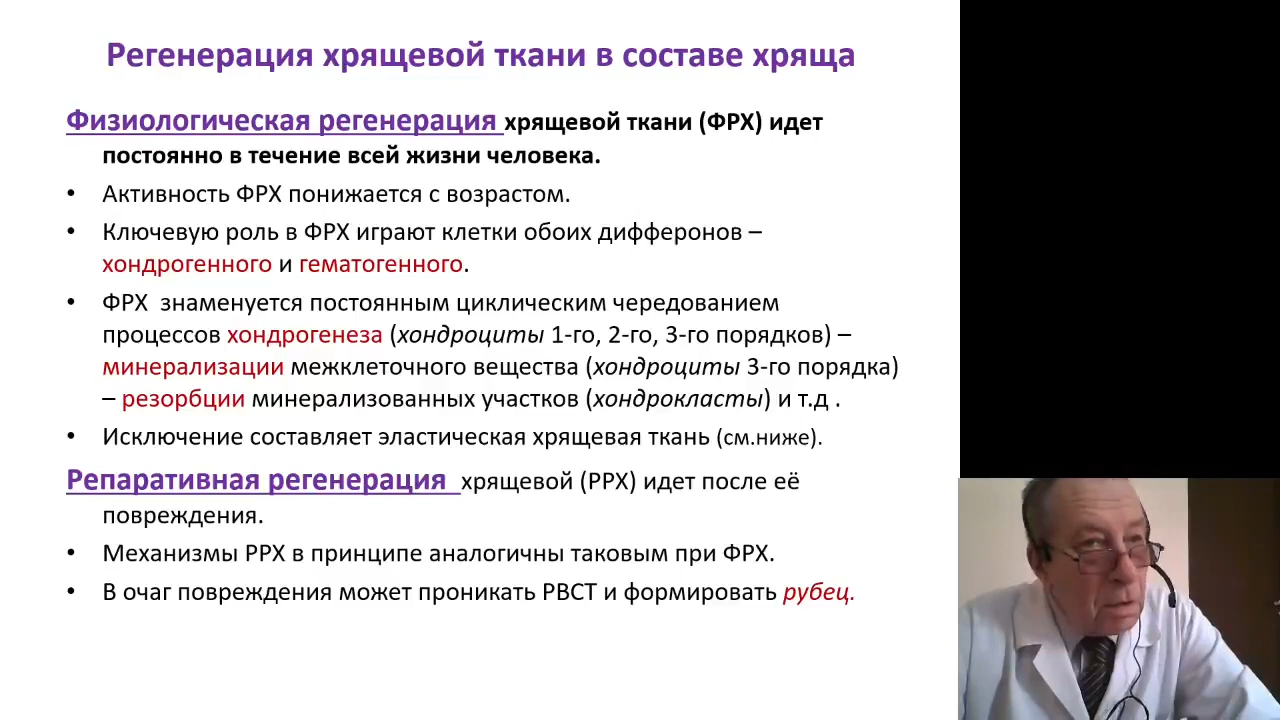 Регенерация хрящевой ткани в составе хряща
Физиологическая регенерация хрящевой ткани (ФРХ) идет
постоянно в течение всей жизни человека.
• Активность ФРХ понижается с возрастом.
• Ключевую роль в ФРХ играют клетки обоих дифферонов –
хондрогенного и гематогенного.
• ФРХ знаменуется постоянным циклическим чередованием
процессов хондрогенеза (хондроциты 1-го, 2-го, 3-го порядков) –
минерализации межклеточного вещества (хондроциты 3-го порядка)
– резорбции минерализованных участков (хондрокласты) и т.д .
• Исключение составляет эластическая хрящевая ткань (см.ниже).
Репаративная регенерация хрящевой (РРХ) идет после её
повреждения.
• Механизмы РРХ в принципе аналогичны таковым при ФРХ.
• В очаг повреждения может проникать РВСТ и формировать рубец.